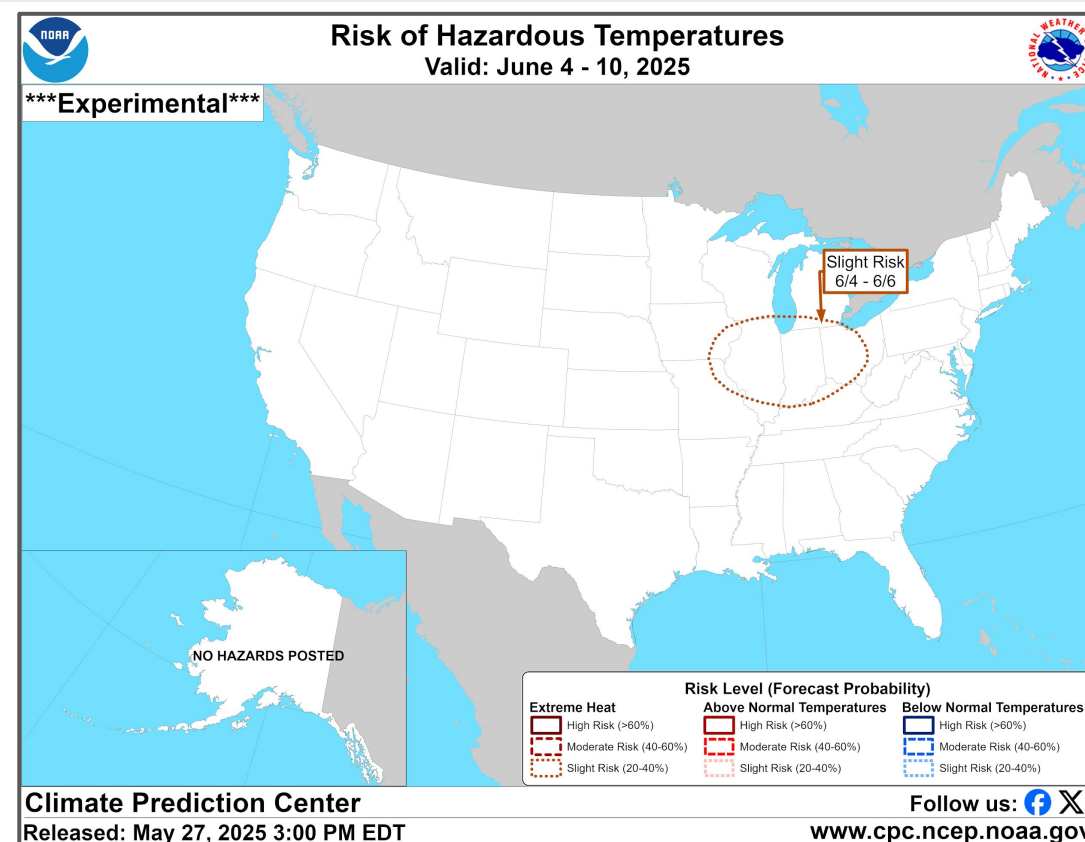 NOAA
Risk of Hazardous Temperatures
Valid: June 4 - 10, 2025
***Experimental***
Slight Risk
6/4 - 6/6
NO HAZARDS POSTED
Risk Level (Forecast Probability)
Extreme Heat
High Risk (>60%)
Moderate Risk (40-60%)
Slight Risk (20-40%)
Above Normal Temperatures
High Risk (>60%)
Moderate Risk (40-60%)
Slight Risk (20-40%)
Below Normal Temperatures
High Risk (>60%)
Moderate Risk (40-60%)
Slight Risk (20-40%)
Climate Prediction Center
Follow us:
Released: May 27, 2025 3:00 PM EDT
www.cpc.ncep.noaa.gov